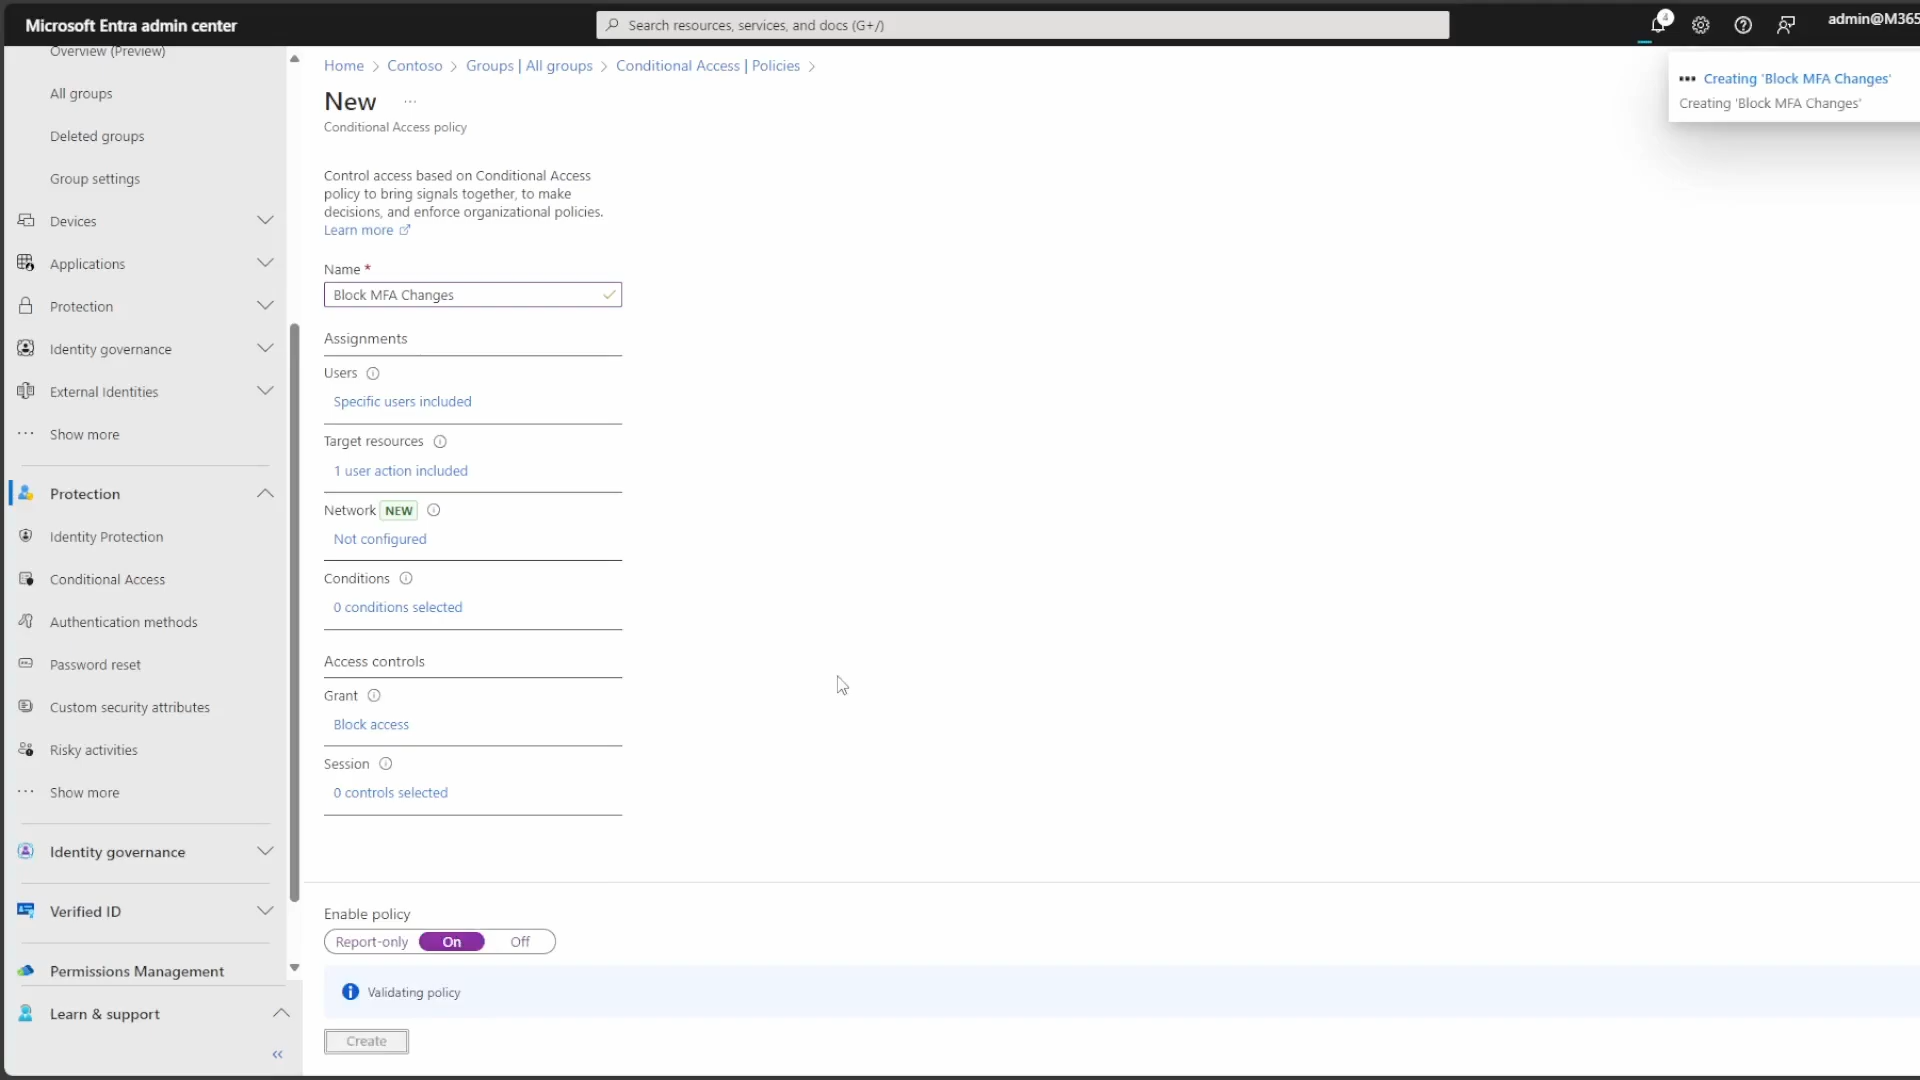 Microsoft Entra admin center
Search resources, services, and docs (G+/)
4
admin@M365
Overview (Preview)
All groups
Deleted groups
Group settings
Devices
Applications
Protection
Identity governance
External Identities
Show more
Protection
Identity Protection
Conditional Access
Authentication methods
Password reset
Custom security attributes
Risky activities
Show more
Identity governance
Verified ID
Permissions Management
Learn & support
Home > Contoso > Groups | All groups > Conditional Access | Policies >
New ...
Conditional Access policy
Control access based on Conditional Access
policy to bring signals together, to make
decisions, and enforce organizational policies.
Learn more
Name *
Block MFA Changes
Assignments
Users
Specific users included
Target resources
1 user action included
Network NEW
Not configured
Conditions
0 conditions selected
Access controls
Grant
Block access
Session
0 controls selected
Enable policy
Report-only On Off
Validating policy
Create
Creating 'Block MFA Changes'
Creating 'Block MFA Changes'